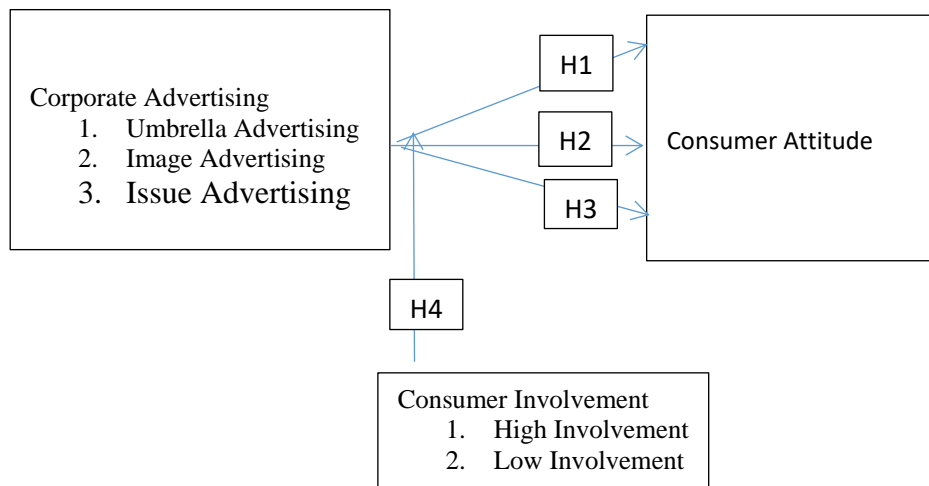 Corporate Advertising
1. Umbrella Advertising
2. Image Advertising
3. Issue Advertising
H1
H2
H3
Consumer Attitude
H4
Consumer Involvement
1. High Involvement
2. Low Involvement